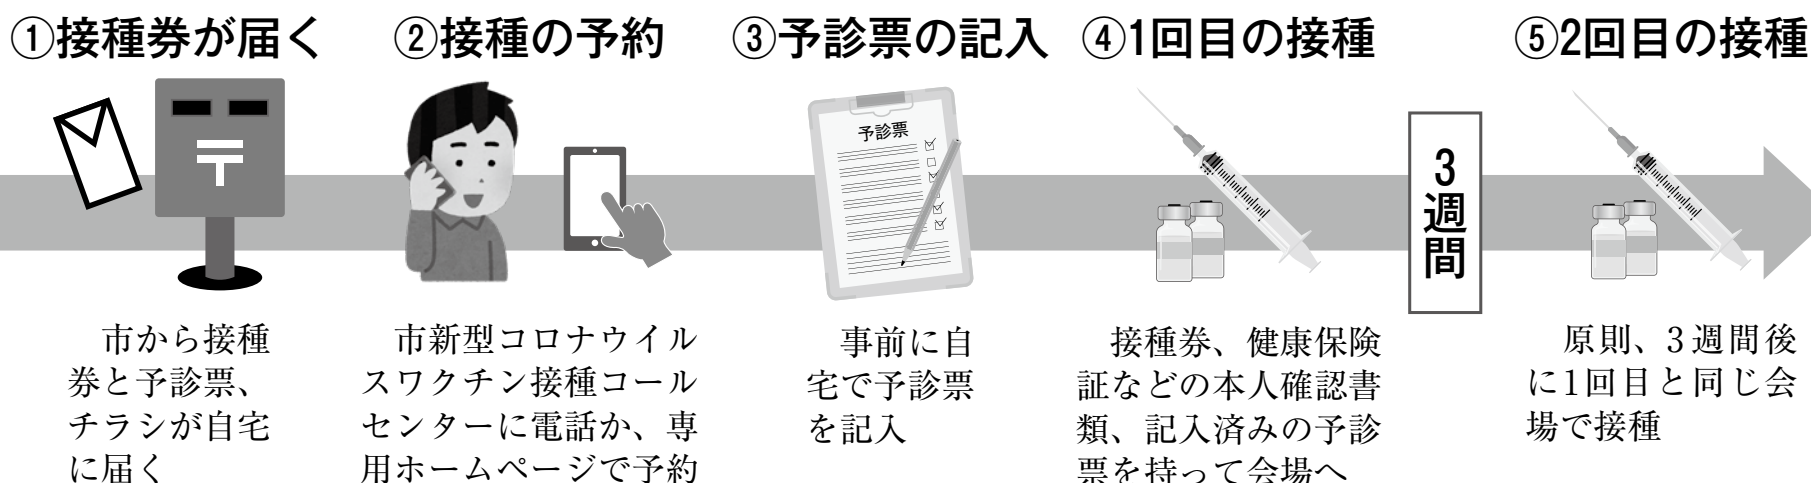 ①接種券が届く
市から接種
券と予診票、
チラシが自宅
に届く
②接種の予約
市新型コロナウイル
スワクチン接種コール
センターに電話か、専
用ホームページで予約
③予診票の記入
予診票
事前に自
宅で予診票
を記入
④1回目の接種
接種券、健康保険
証などの本人確認書
類、記入済みの予診
票を持って会場へ
3週間
⑤2回目の接種
原則、3週間後
に1回目と同じ会
場で接種